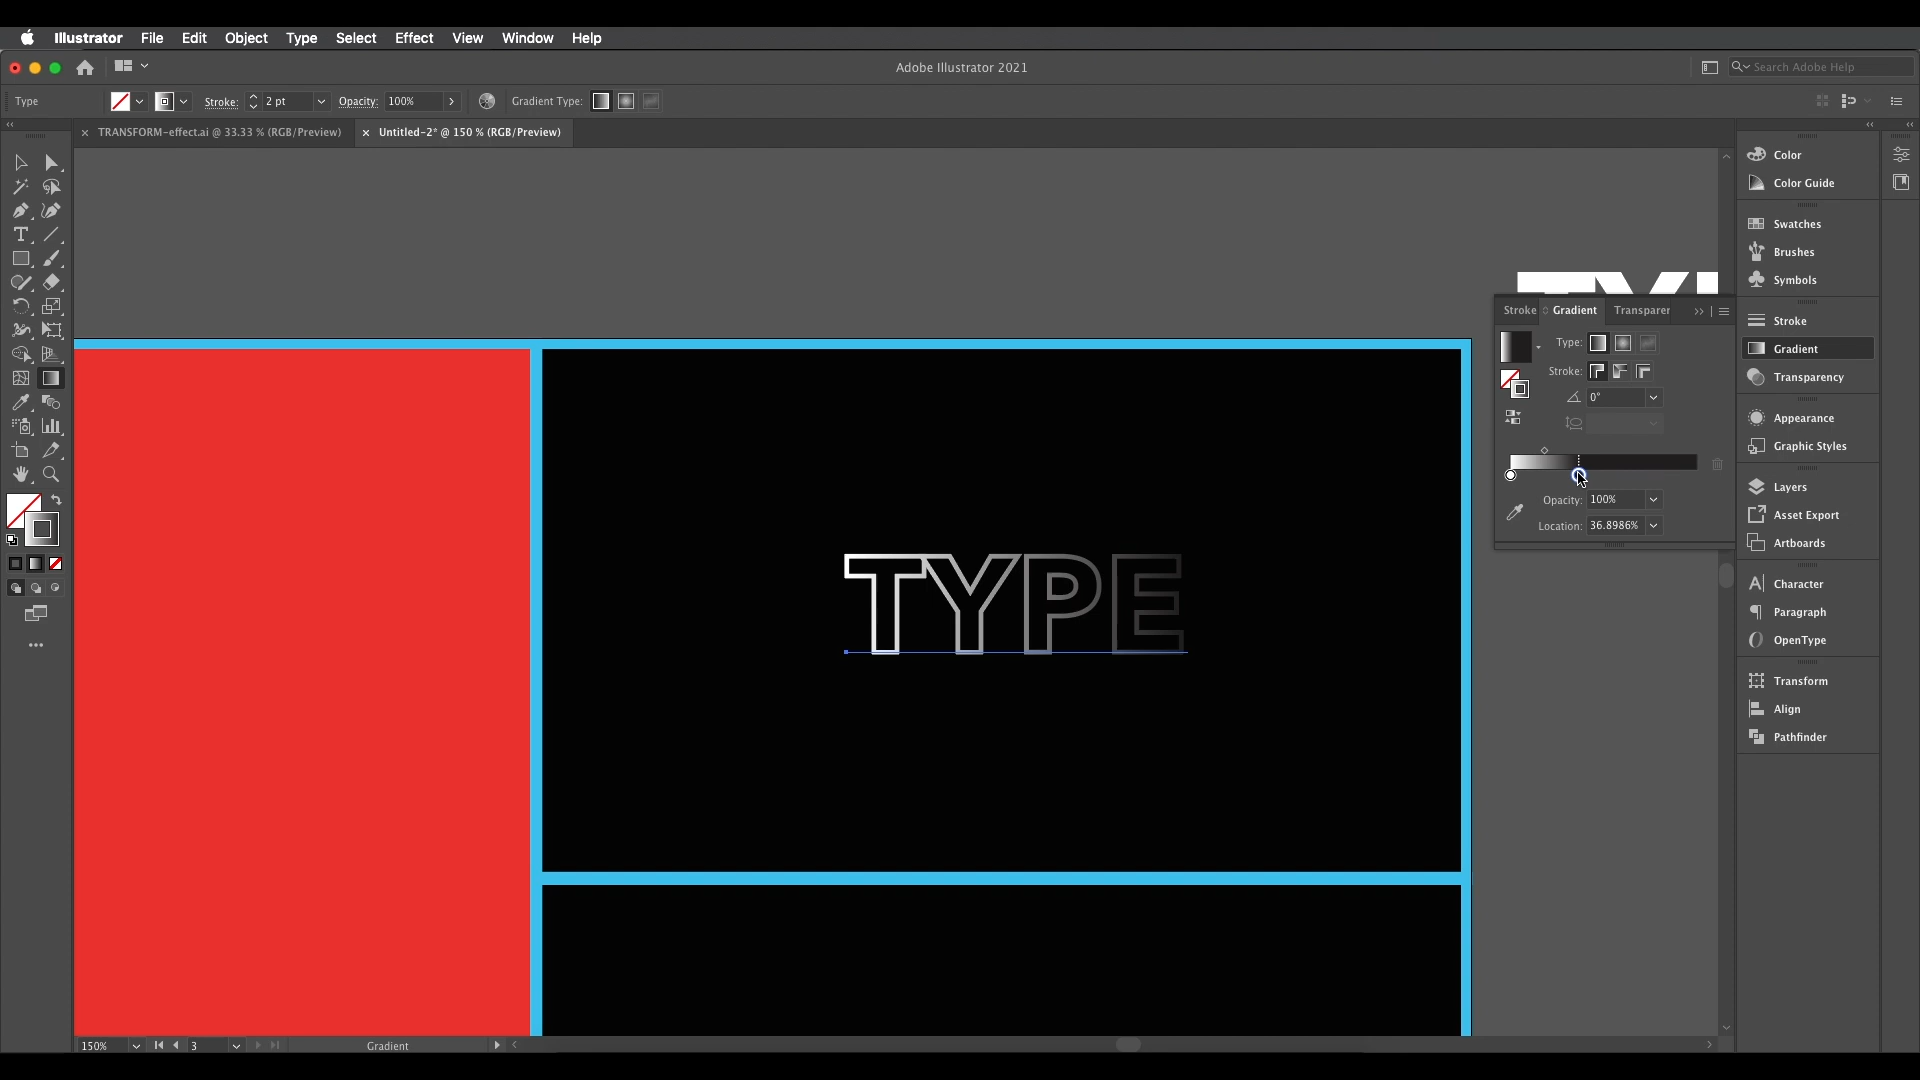 Illustrator File Edit Object Type Select Effect View Window Help
Adobe Illustrator 2021
Search Adobe Help
Type Stroke: 2 pt Opacity: 100% Gradient Type:
TRANSFORM-effect.ai @ 33.33 % (RGB/Preview) Untitled-2* @ 150 % (RGB/Preview)
Color
Color Guide
Swatches
Brushes
Symbols
Stroke Gradient Transparen
Type:
Stroke:
0°
Opacity: 100%
Location: 36.8986%
Stroke
Gradient
Transparency
Appearance
Graphic Styles
Layers
Asset Export
Artboards
Character
Paragraph
OpenType
Transform
Align
Pathfinder
TYPE
150% 3 Gradient